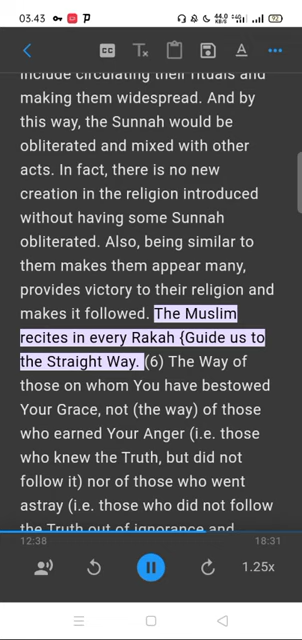 03.43
44.0 KB/S
92
CC
include circulating their rituals and
making them widespread. And by
this way, the Sunnah would be
obliterated and mixed with other
acts. In fact, there is no new
creation in the religion introduced
without having some Sunnah
obliterated. Also, being similar to
them makes them appear many,
provides victory to their religion and
makes it followed. The Muslim
recites in every Rakah {Guide us to
the Straight Way. (6) The Way of
those on whom You have bestowed
Your Grace, not (the way) of those
who earned Your Anger (i.e. those
who knew the Truth, but did not
follow it) nor of those who went
astray (i.e. those who did not follow
the Truth out of ignorance and
12:38
18:31
1.25x